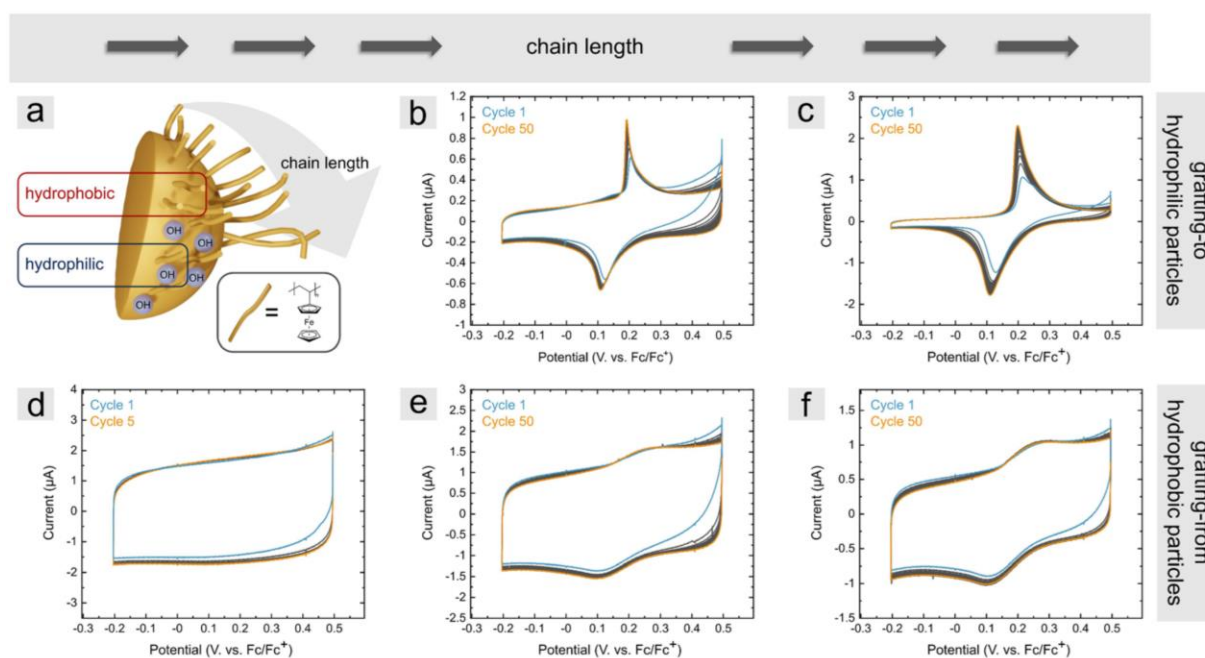 chain length
a
chain length
hydrophobic
hydrophilic
OH
OH
OH
OH
OH
=
n
Fe
b
Cycle 1
Cycle 50
1.2
1
0.8
0.6
0.4
0.2
0
-0.2
-0.4
-0.6
-0.8
-1
Current (µA)
-0.3 -0.2 -0.1 -0 0.1 0.2 0.3 0.4 0.5
Potential (V. vs. Fc/Fc⁺)
c
Cycle 1
Cycle 50
3
2
1
0
-1
-2
Current (µA)
-0.3 -0.2 -0.1 -0 0.1 0.2 0.3 0.4 0.5
Potential (V. vs. Fc/Fc⁺)
grafting-to
hydrophilic particles
d
Cycle 1
Cycle 5
4
3
2
1
0
-1
-2
-3
Current (µA)
-0.3 -0.2 -0.1 -0 0.1 0.2 0.3 0.4 0.5
Potential (V. vs. Fc/Fc⁺)
e
Cycle 1
Cycle 50
3
2.5
2
1.5
1
0.5
0
-0.5
-1
-1.5
-2
-2.5
Current (µA)
-0.3 -0.2 -0.1 -0 0.1 0.2 0.3 0.4 0.5
Potential (V. vs. Fc/Fc⁺)
f
Cycle 1
Cycle 50
1.5
1
0.5
0
-0.5
-1
-1.5
Current (µA)
-0.3 -0.2 -0.1 -0 0.1 0.2 0.3 0.4 0.5
Potential (V. vs. Fc/Fc⁺)
grafting-from
hydrophobic particles